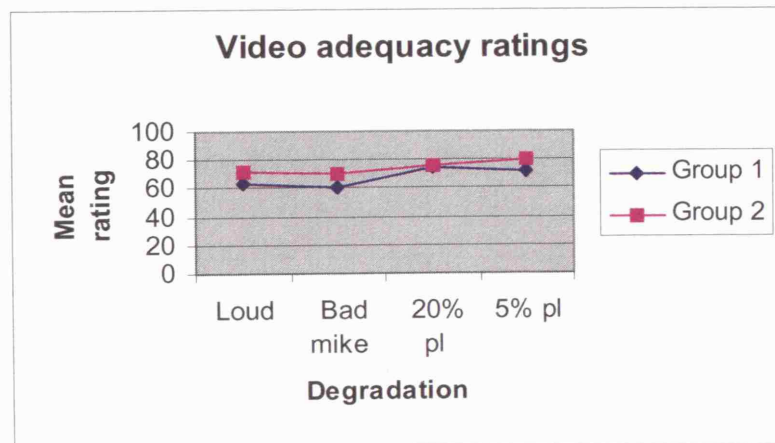 Video adequacy ratings
100
80
60
40
20
0
Mean
rating
Loud
Bad
mike
20%
pl
5% pl
Degradation
Group 1
Group 2